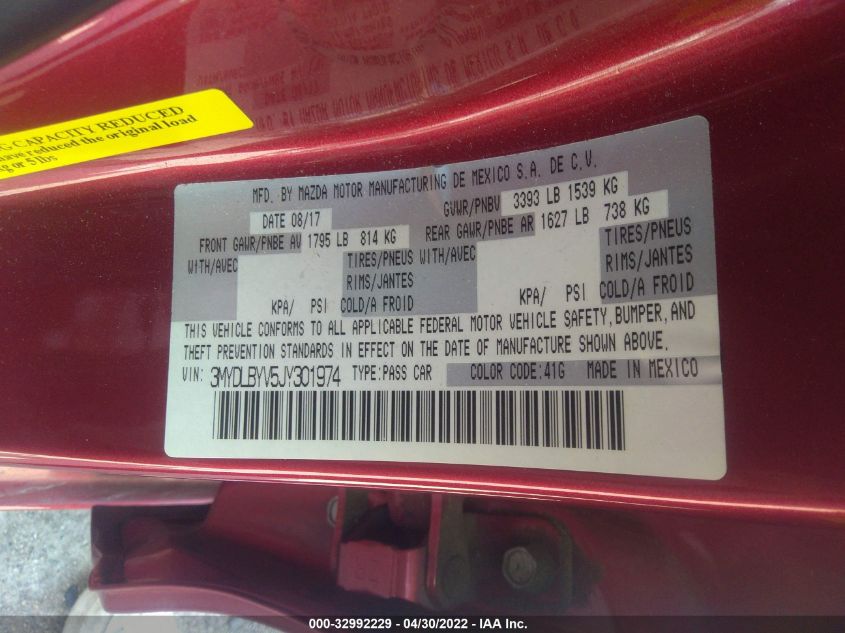 G CAPACITY REDUCED
have reduced the original load
g or 5 lbs
MFD. BY MAZDA MOTOR MANUFACTURING DE MEXICO S.A. DE C.V.
DATE 08/17 GVWR/PNBV 3393 LB 1539 KG
FRONT GAWR/PNBE AV 1795 LB 814 KG REAR GAWR/PNBE AR 1627 LB 738 KG
WITH/AVEC TIRES/PNEUS WITH/AVEC TIRES/PNEUS
RIMS/JANTES RIMS/JANTES
KPA/ PSI COLD/A FROID KPA/ PSI COLD/A FROID
THIS VEHICLE CONFORMS TO ALL APPLICABLE FEDERAL MOTOR VEHICLE SAFETY, BUMPER, AND
THEFT PREVENTION STANDARDS IN EFFECT ON THE DATE OF MANUFACTURE SHOWN ABOVE.
VIN: 3MYDLBYV5JY301974 TYPE:PASS CAR COLOR CODE:41G MADE IN MEXICO
000-32992229 - 04/30/2022 - IAA Inc.